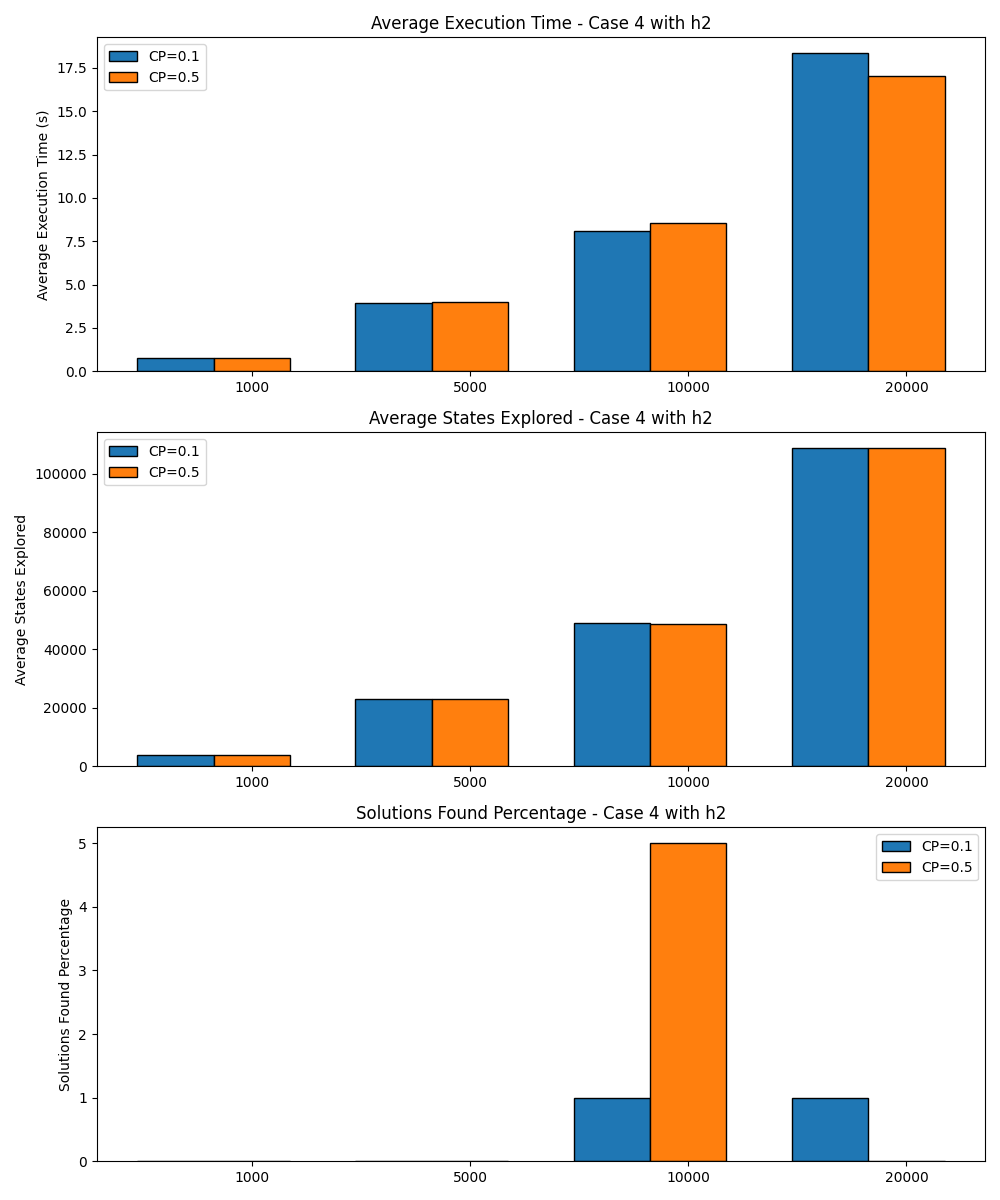 Average Execution Time - Case 4 with h2
CP=0.1
CP=0.5
Average Execution Time (s)
17.5
15.0
12.5
10.0
7.5
5.0
2.5
0.0
1000 5000 10000 20000
Average States Explored - Case 4 with h2
CP=0.1
CP=0.5
Average States Explored
100000
80000
60000
40000
20000
0
1000 5000 10000 20000
Solutions Found Percentage - Case 4 with h2
CP=0.1
CP=0.5
Solutions Found Percentage
5
4
3
2
1
0
1000 5000 10000 20000